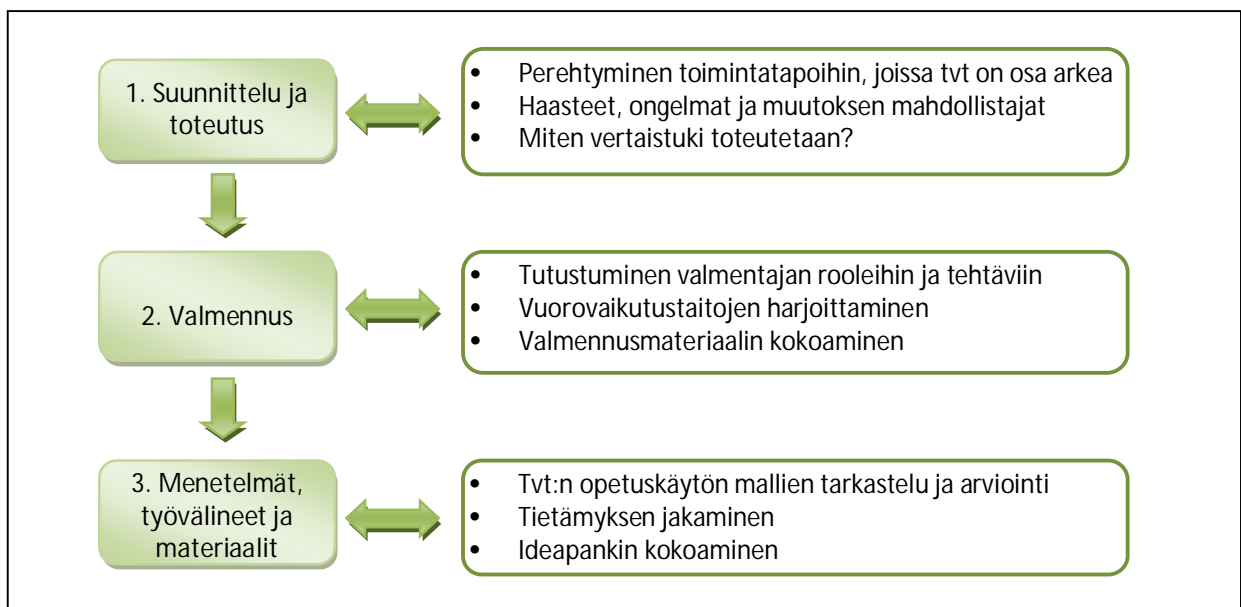 1. Suunnittelu ja
toteutus
• Perehtyminen toimintatapoihin, joissa tvt on osa arkea
• Haasteet, ongelmat ja muutoksen mahdollistajat
• Miten vertaistuki toteutetaan?
2. Valmennus
• Tutustuminen valmentajan rooleihin ja tehtäviin
• Vuorovaikutustaitojen harjoittaminen
• Valmennusmateriaalin kokoaminen
3. Menetelmät,
työvälineet ja
materiaalit
• Tvt:n opetuskäytön mallien tarkastelu ja arviointi
• Tietämyksen jakaminen
• Ideapankin kokoaminen